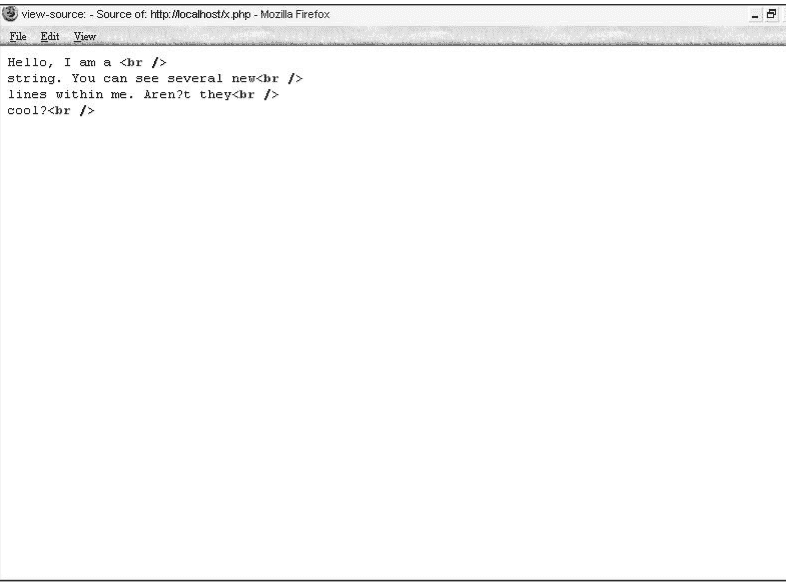 view-source: - Source of: http://localhost/x.php - Mozilla Firefox
File Edit View
Hello, I am a <br />
string. You can see several new<br />
lines within me. Aren?t they<br />
cool?<br />